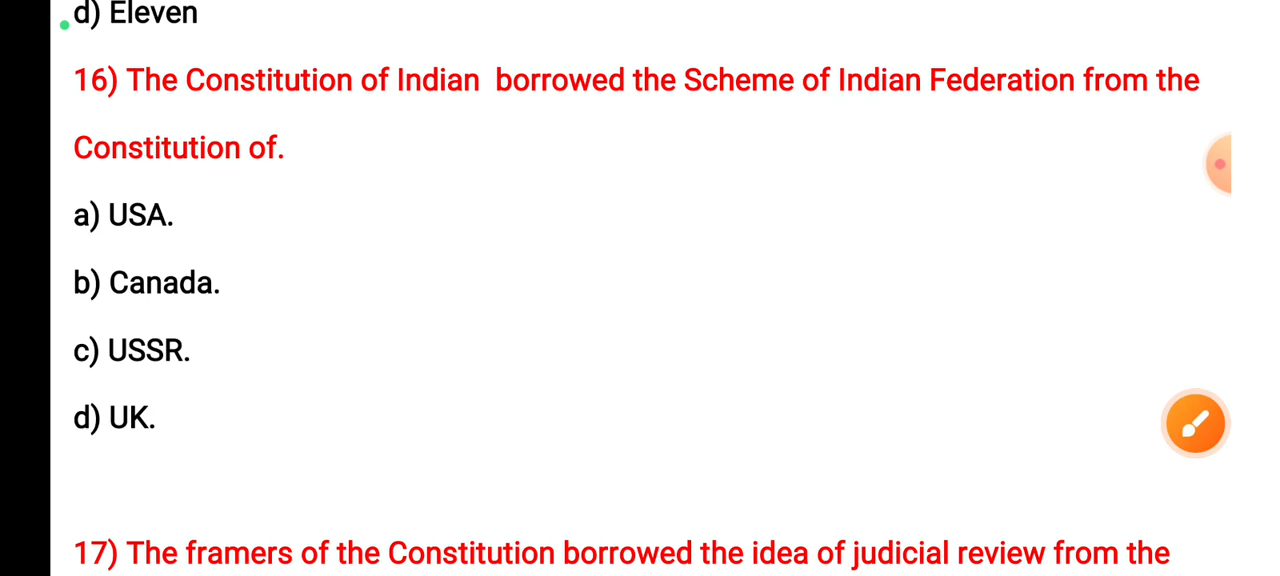 d) Eleven
16) The Constitution of Indian borrowed the Scheme of Indian Federation from the
Constitution of.
a) USA.
b) Canada.
c) USSR.
d) UK.
17) The framers of the Constitution borrowed the idea of judicial review from the